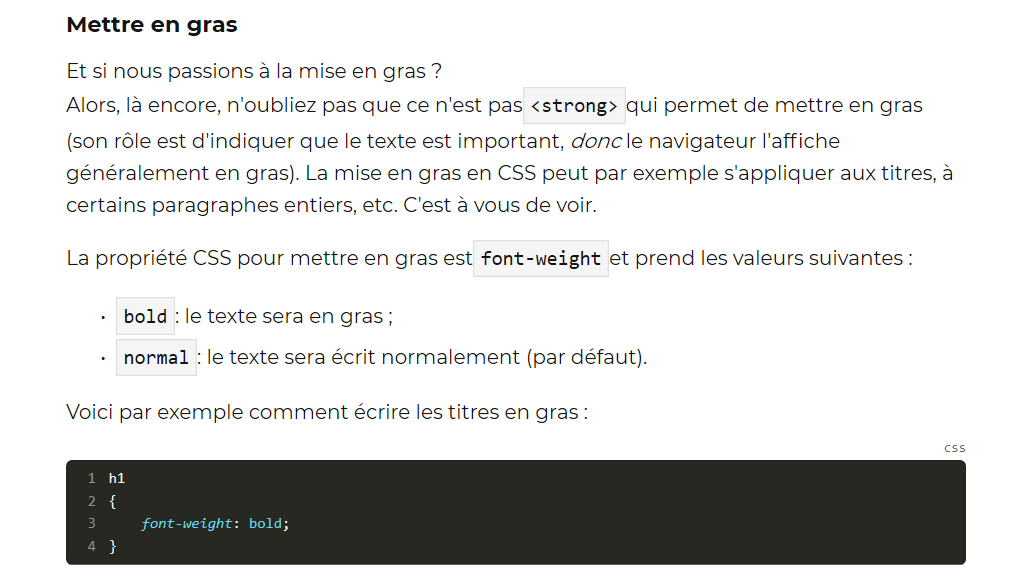 Mettre en gras
Et si nous passions à la mise en gras ?
Alors, là encore, n'oubliez pas que ce n'est pas <strong> qui permet de mettre en gras
(son rôle est d'indiquer que le texte est important, donc le navigateur l'affiche
généralement en gras). La mise en gras en CSS peut par exemple s'appliquer aux titres, à
certains paragraphes entiers, etc. C'est à vous de voir.
La propriété CSS pour mettre en gras est font-weight et prend les valeurs suivantes :
• bold : le texte sera en gras ;
• normal : le texte sera écrit normalement (par défaut).
Voici par exemple comment écrire les titres en gras :
CSS
1 h1
2 {
3     font-weight: bold;
4 }